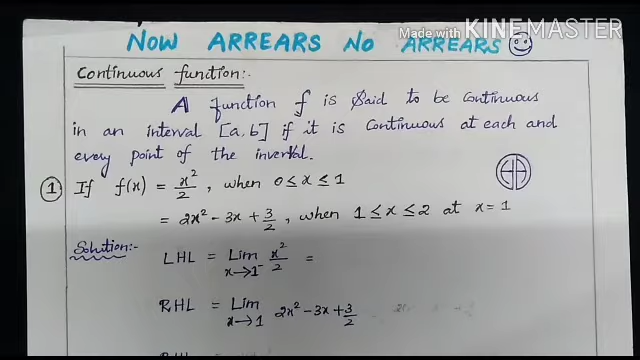 Made with KINEMASTER
NOW ARREARS NO ARREARS
Continuous function:-
A function f is said to be continuous
in an interval [a, b] if it is continuous at each and
every point of the inverval.
1 If f(x) = x²/2, when 0 ≤ x ≤ 1
= 2x² - 3x + 3/2, when 1 ≤ x ≤ 2 at x = 1
Solution:-
LHL = Lim x→1⁻ x²/2 =
RHL = Lim x→1 2x² - 3x + 3/2